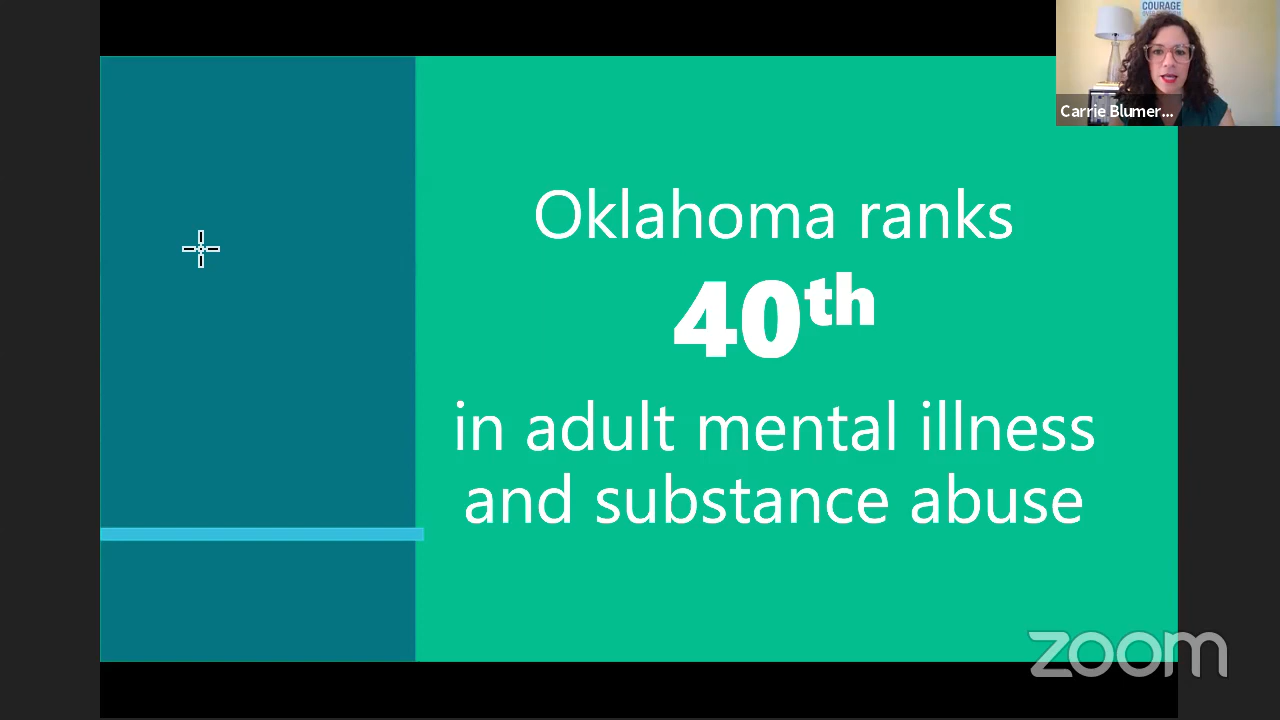 COURAGE
Carrie Blumer...
Oklahoma ranks
40th
in adult mental illness
and substance abuse
zoom